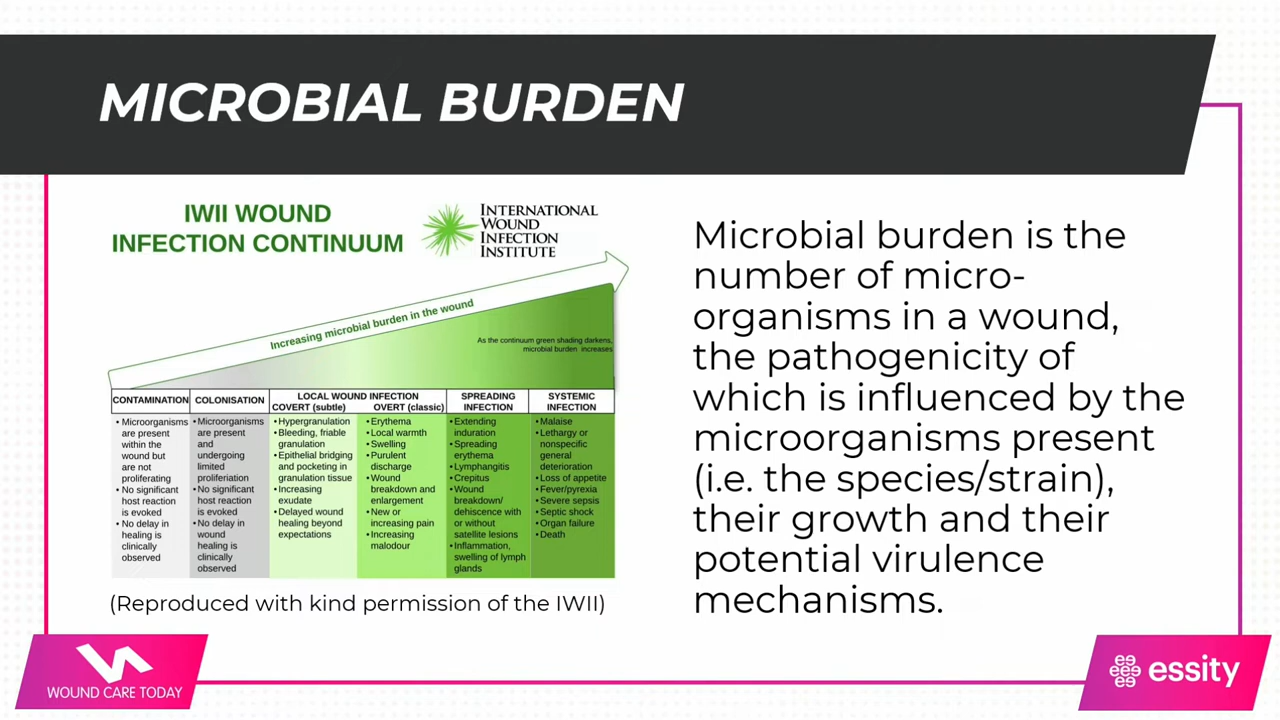 MICROBIAL BURDEN
IWII WOUND
INFECTION CONTINUUM
INTERNATIONAL
WOUND
INFECTION
INSTITUTE
Increasing microbial burden in the wound
As the continuum green shading darkens,
microbial burden increases
CONTAMINATION
• Microorganisms
are present
within the
wound but
are not
proliferating
• No significant
host reaction
is evoked
• No delay in
healing is
clinically
observed
COLONISATION
• Microorganisms
are present
and
undergoing
limited
proliferiation
• No significant
host reaction
is evoked
• No delay in
wound
healing is
clinically
observed
LOCAL WOUND INFECTION
COVERT (subtle)
• Hypergranulation
• Bleeding, friable
granulation
• Epithelial bridging
and pocketing in
granulation tissue
• Increasing
exudate
• Delayed wound
healing beyond
expectations
OVERT (classic)
• Erythema
• Local warmth
• Swelling
• Purulent
discharge
• Wound
breakdown and
enlargement
• New or
increasing pain
• Increasing
malodour
SPREADING
INFECTION
• Extending
induration
• Spreading
erythema
• Lymphangitis
• Crepitus
• Wound
breakdown/
dehiscence with
or without
satellite lesions
• Inflammation,
swelling of lymph
glands
SYSTEMIC
INFECTION
• Malaise
• Lethargy or
nonspecific
general
deterioration
• Loss of appetite
• Fever/pyrexia
• Severe sepsis
• Septic shock
• Organ failure
• Death
(Reproduced with kind permission of the IWII)
Microbial burden is the
number of micro-
organisms in a wound,
the pathogenicity of
which is influenced by the
microorganisms present
(i.e. the species/strain),
their growth and their
potential virulence
mechanisms.
WOUND CARE TODAY
essity